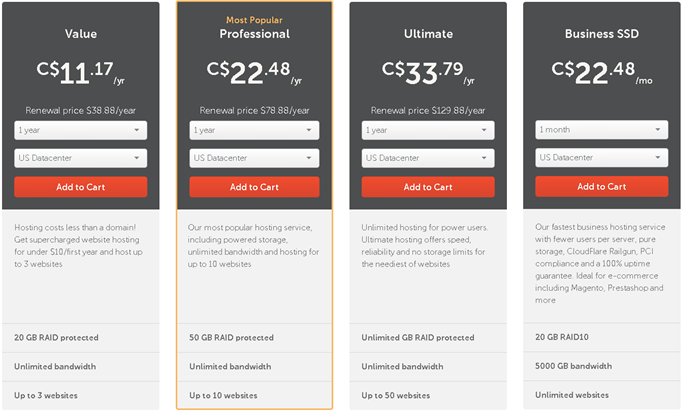 Value
C$11.17/yr
Renewal price $38.88/year
1 year
US Datacenter
Add to Cart
Hosting costs less than a domain!
Get supercharged website hosting
for under $10/first year and host up
to 3 websites
20 GB RAID protected
Unlimited bandwidth
Up to 3 websites
Most Popular
Professional
C$22.48/yr
Renewal price $78.88/year
1 year
US Datacenter
Add to Cart
Our most popular hosting service,
including powered storage,
unlimited bandwidth and hosting for
up to 10 websites
50 GB RAID protected
Unlimited bandwidth
Up to 10 websites
Ultimate
C$33.79/yr
Renewal price $129.88/year
1 year
US Datacenter
Add to Cart
Unlimited hosting for power users.
Ultimate hosting offers speed,
reliability and no storage limits for
the neediest of websites
Unlimited GB RAID protected
Unlimited bandwidth
Up to 50 websites
Business SSD
C$22.48/mo
1 month
US Datacenter
Add to Cart
Our fastest business hosting service
with fewer users per server, pure
storage, CloudFlare Railgun, PCI
compliance and a 100% uptime
guarantee. Ideal for e-commerce
including Magento, Prestashop and
more
20 GB RAID10
5000 GB bandwidth
Unlimited websites